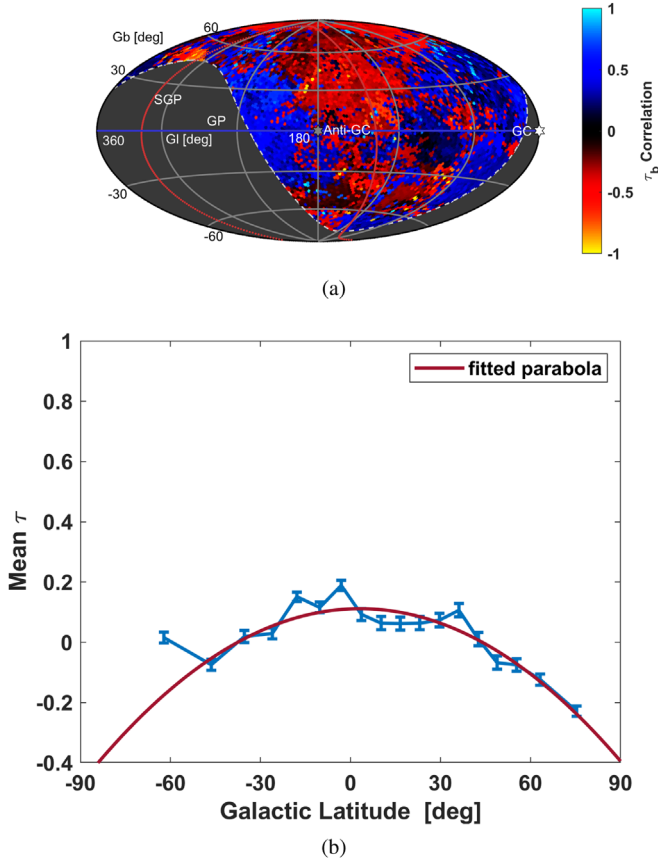 Gb [deg]
60
30
SGP
GP
360
Gl [deg]
180
Anti-GC
GC
-30
-60
1
0.5
0
-0.5
-1
τb Correlation
(a)
fitted parabola
1
0.8
0.6
0.4
0.2
0
-0.2
-0.4
Mean τ
-90 -60 -30 0 30 60 90
Galactic Latitude [deg]
(b)